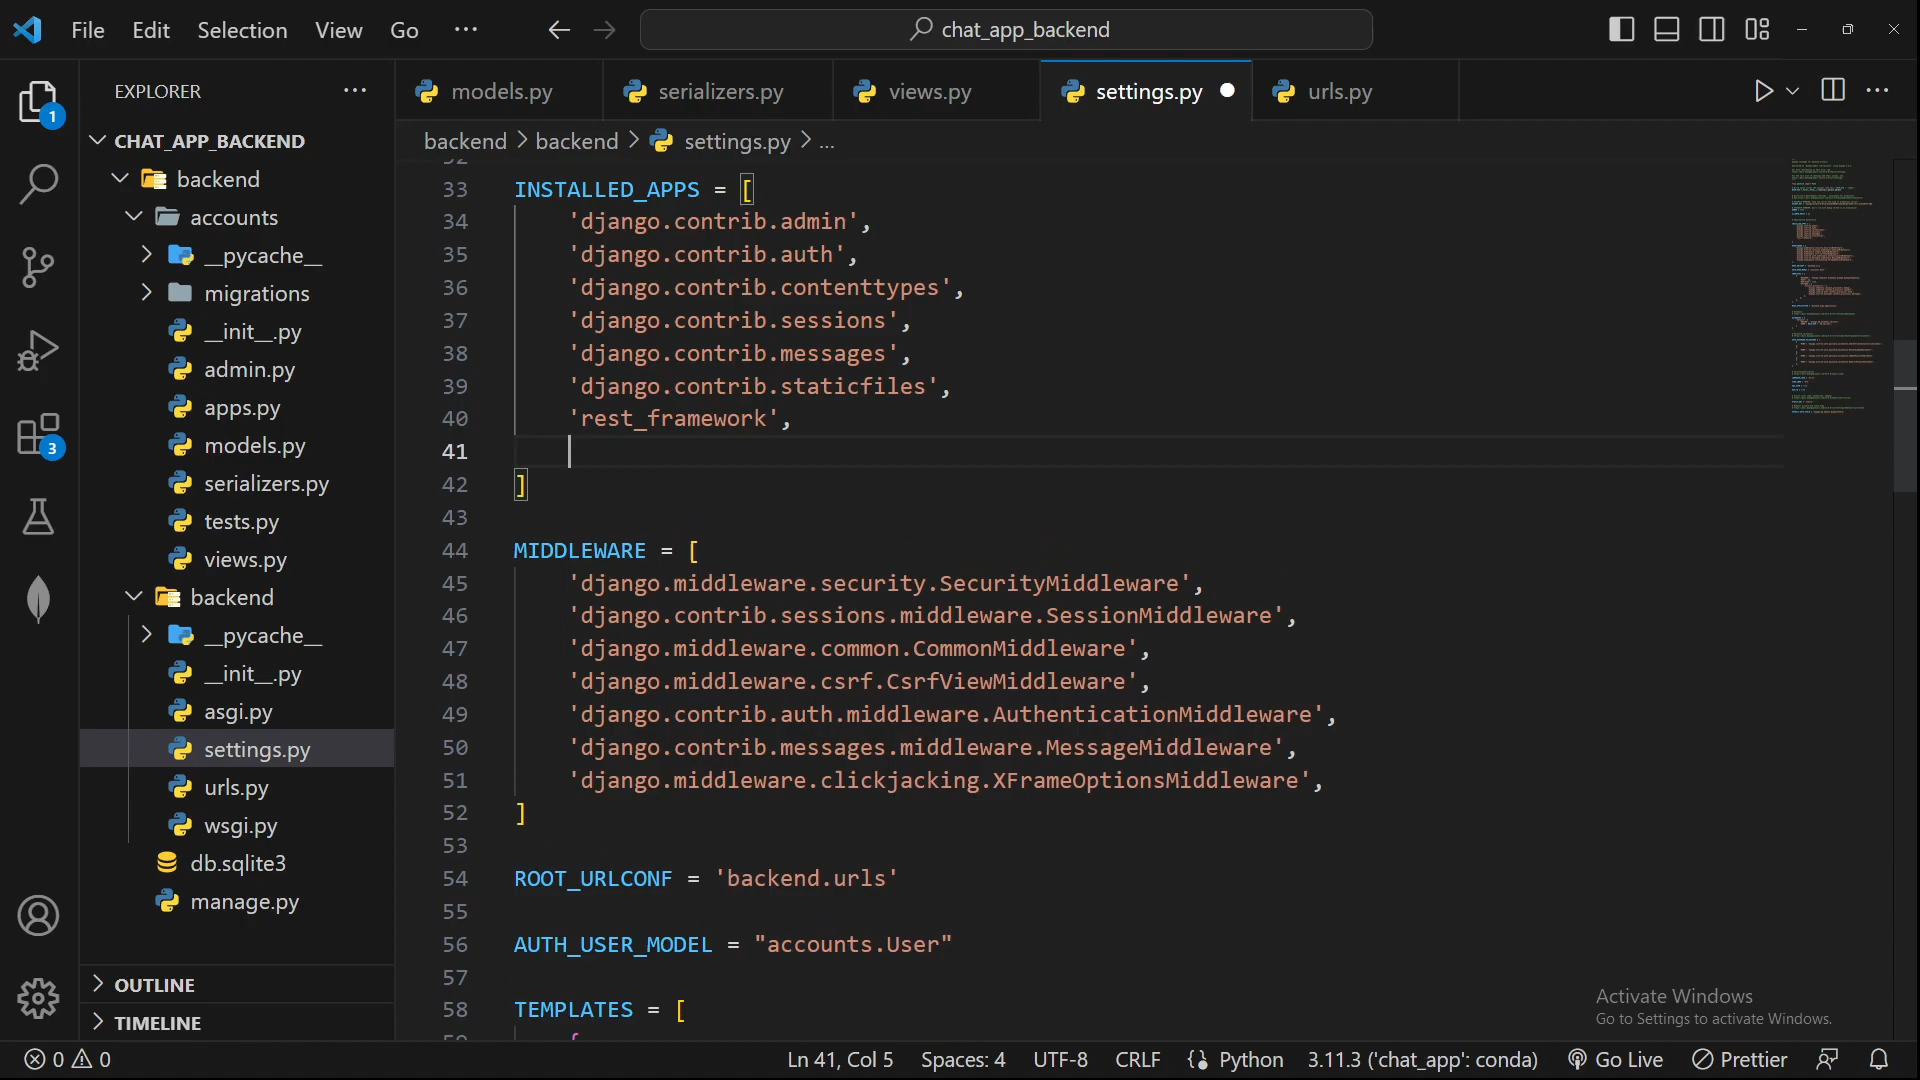 File Edit Selection View Go ··· chat_app_backend
EXPLORER ···
models.py serializers.py views.py settings.py urls.py
CHAT_APP_BACKEND
backend > backend > settings.py > ...
backend
accounts
__pycache__
migrations
__init__.py
admin.py
apps.py
models.py
serializers.py
tests.py
views.py
backend
__pycache__
__init__.py
asgi.py
settings.py
urls.py
wsgi.py
db.sqlite3
manage.py
OUTLINE
TIMELINE
1
3
33 INSTALLED_APPS = [
34 'django.contrib.admin',
35 'django.contrib.auth',
36 'django.contrib.contenttypes',
37 'django.contrib.sessions',
38 'django.contrib.messages',
39 'django.contrib.staticfiles',
40 'rest_framework',
41
42 ]
43
44 MIDDLEWARE = [
45 'django.middleware.security.SecurityMiddleware',
46 'django.contrib.sessions.middleware.SessionMiddleware',
47 'django.middleware.common.CommonMiddleware',
48 'django.middleware.csrf.CsrfViewMiddleware',
49 'django.contrib.auth.middleware.AuthenticationMiddleware',
50 'django.contrib.messages.middleware.MessageMiddleware',
51 'django.middleware.clickjacking.XFrameOptionsMiddleware',
52 ]
53
54 ROOT_URLCONF = 'backend.urls'
55
56 AUTH_USER_MODEL = "accounts.User"
57
58 TEMPLATES = [
Activate Windows
Go to Settings to activate Windows.
0 0 Ln 41, Col 5 Spaces: 4 UTF-8 CRLF Python 3.11.3 ('chat_app': conda) Go Live Prettier